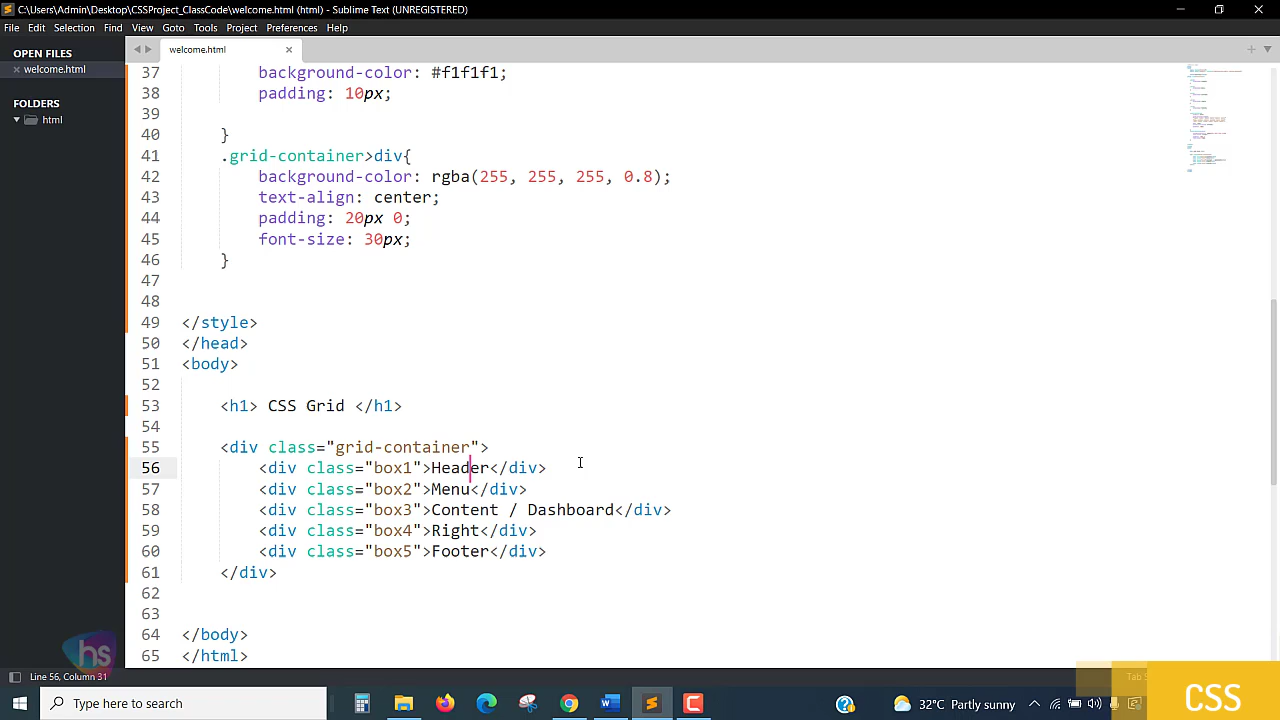 C:\Users\Admin\Desktop\CSSProject_ClassCode\welcome.html (html) - Sublime Text (UNREGISTERED)
File Edit Selection Find View Goto Tools Project Preferences Help
OPEN FILES
welcome.html
FOLDERS
html
welcome.html
37 background-color: #f1f1f1;
38 padding: 10px;
39
40 }
41 .grid-container>div{
42 background-color: rgba(255, 255, 255, 0.8);
43 text-align: center;
44 padding: 20px 0;
45 font-size: 30px;
46 }
47
48
49 </style>
50 </head>
51 <body>
52
53 <h1> CSS Grid </h1>
54
55 <div class="grid-container">
56 <div class="box1">Header</div>
57 <div class="box2">Menu</div>
58 <div class="box3">Content / Dashboard</div>
59 <div class="box4">Right</div>
60 <div class="box5">Footer</div>
61 </div>
62
63
64 </body>
65 </html>
hs
Line 56, Column 31
Tab S
Type here to search
32°C Partly sunny
CSS